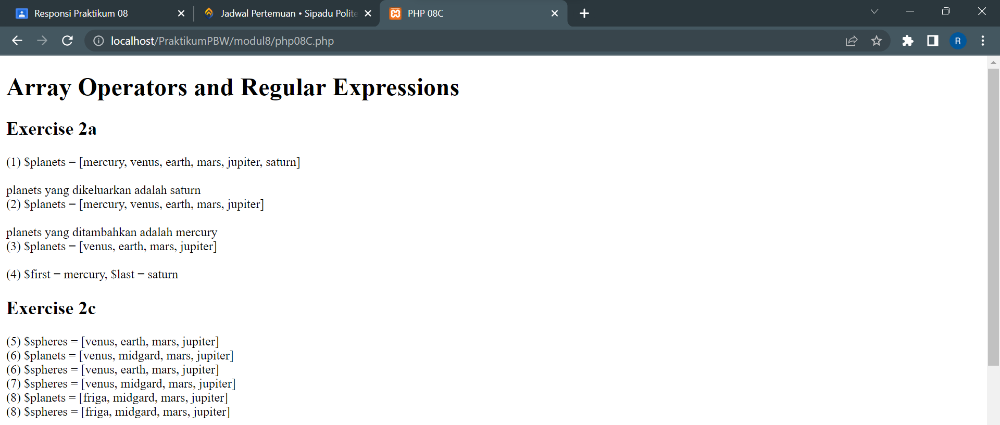 Responsi Praktikum 08
Jadwal Pertemuan • Sipadu Polite
PHP 08C
localhost/PraktikumPBW/modul8/php08C.php
R
Array Operators and Regular Expressions
Exercise 2a
(1) $planets = [mercury, venus, earth, mars, jupiter, saturn]
planets yang dikeluarkan adalah saturn
(2) $planets = [mercury, venus, earth, mars, jupiter]
planets yang ditambahkan adalah mercury
(3) $planets = [venus, earth, mars, jupiter]
(4) $first = mercury, $last = saturn
Exercise 2c
(5) $spheres = [venus, earth, mars, jupiter]
(6) $planets = [venus, midgard, mars, jupiter]
(6) $spheres = [venus, earth, mars, jupiter]
(7) $spheres = [venus, midgard, mars, jupiter]
(8) $planets = [friga, midgard, mars, jupiter]
(8) $spheres = [friga, midgard, mars, jupiter]